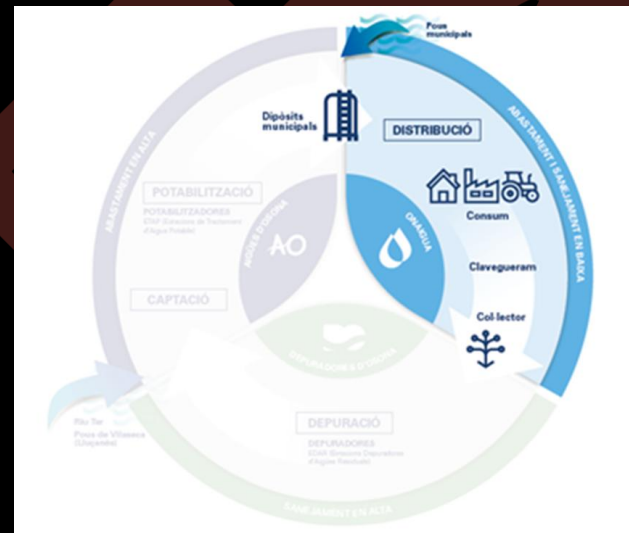 Pous
municipals
Dipòsits
municipals
DISTRIBUCIÓ
ABASTAMENT I SANEJAMENT EN BAIXA
ABASTAMENT EN ALTA
POTABILITZACIÓ
POTABILITZADORES
ETAP (Estacions de Tractament
d'Aigua Potable)
AIGÜES D'OSONA
AO
ONAIGUA
Consum
Clavegueram
Col·lector
CAPTACIÓ
DEPURADORES D'OSONA
Riu Ter
Pous de Vilaseca
DEPURACIÓ
DEPURADORES
EDAR (Estacions Depuradores
d'Aigües Residuals)
SANEJAMENT EN ALTA